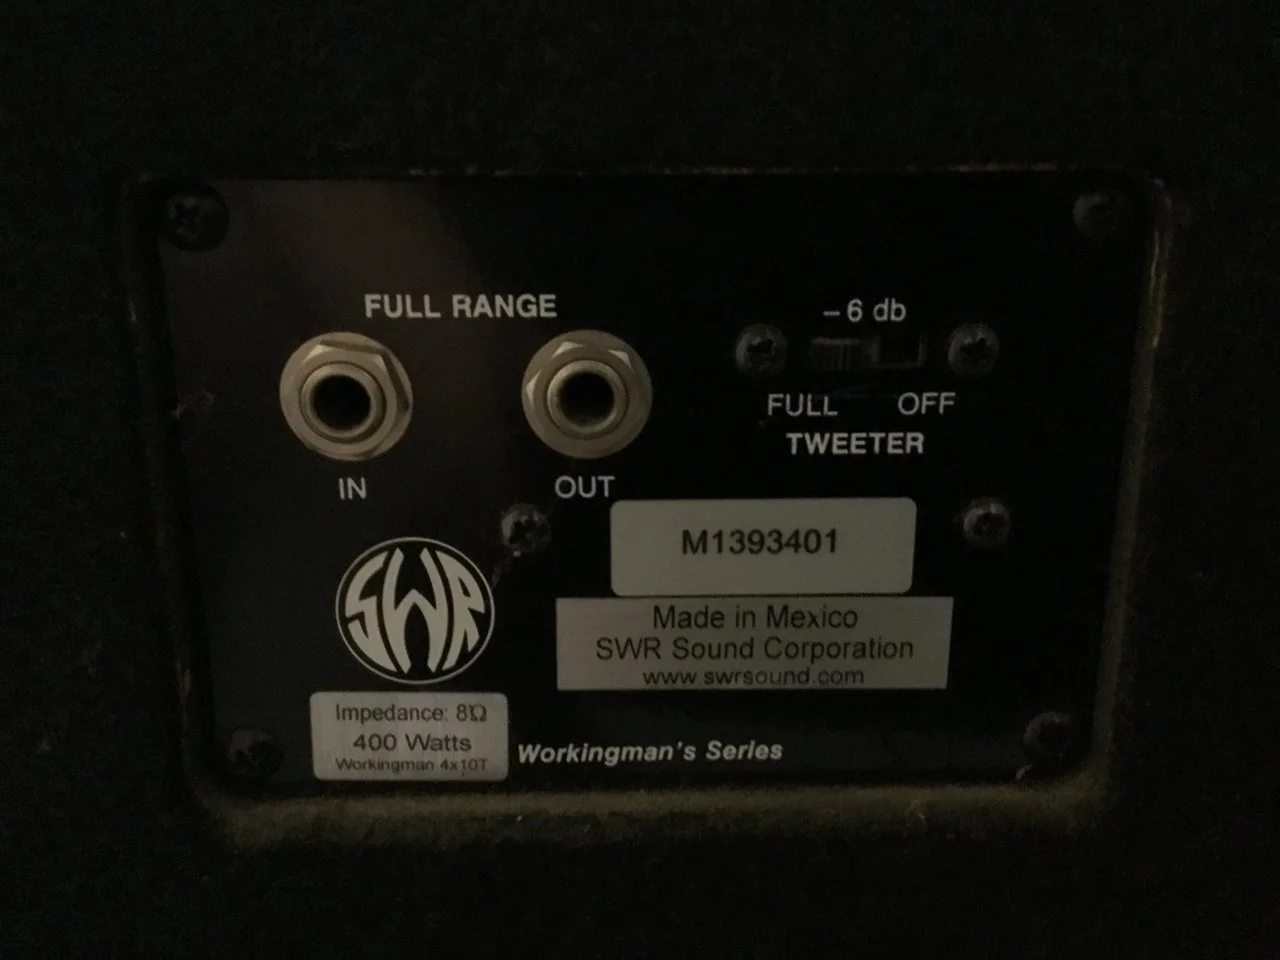 FULL RANGE
– 6 db
FULL OFF
TWEETER
IN OUT
M1393401
SWR
Made in Mexico
SWR Sound Corporation
www.swrsound.com
Impedance: 8Ω
400 Watts
Workingman 4x10T
Workingman's Series